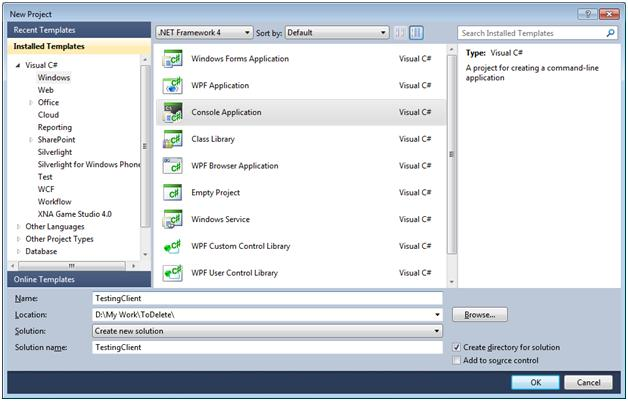 New Project
Recent Templates
.NET Framework 4
Sort by:
Default
Search Installed Templates
Installed Templates
Visual C#
Windows
Web
Office
Cloud
Reporting
SharePoint
Silverlight
Silverlight for Windows Phone
Test
WCF
Workflow
XNA Game Studio 4.0
Other Languages
Other Project Types
Database
Online Templates
Windows Forms Application Visual C#
WPF Application Visual C#
Console Application Visual C#
Class Library Visual C#
WPF Browser Application Visual C#
Empty Project Visual C#
Windows Service Visual C#
WPF Custom Control Library Visual C#
WPF User Control Library Visual C#
Type: Visual C#
A project for creating a command-line
application
Name: TestingClient
Location: D:\My Work\ToDelete\
Browse...
Solution: Create new solution
Solution name: TestingClient
Create directory for solution
Add to source control
OK
Cancel